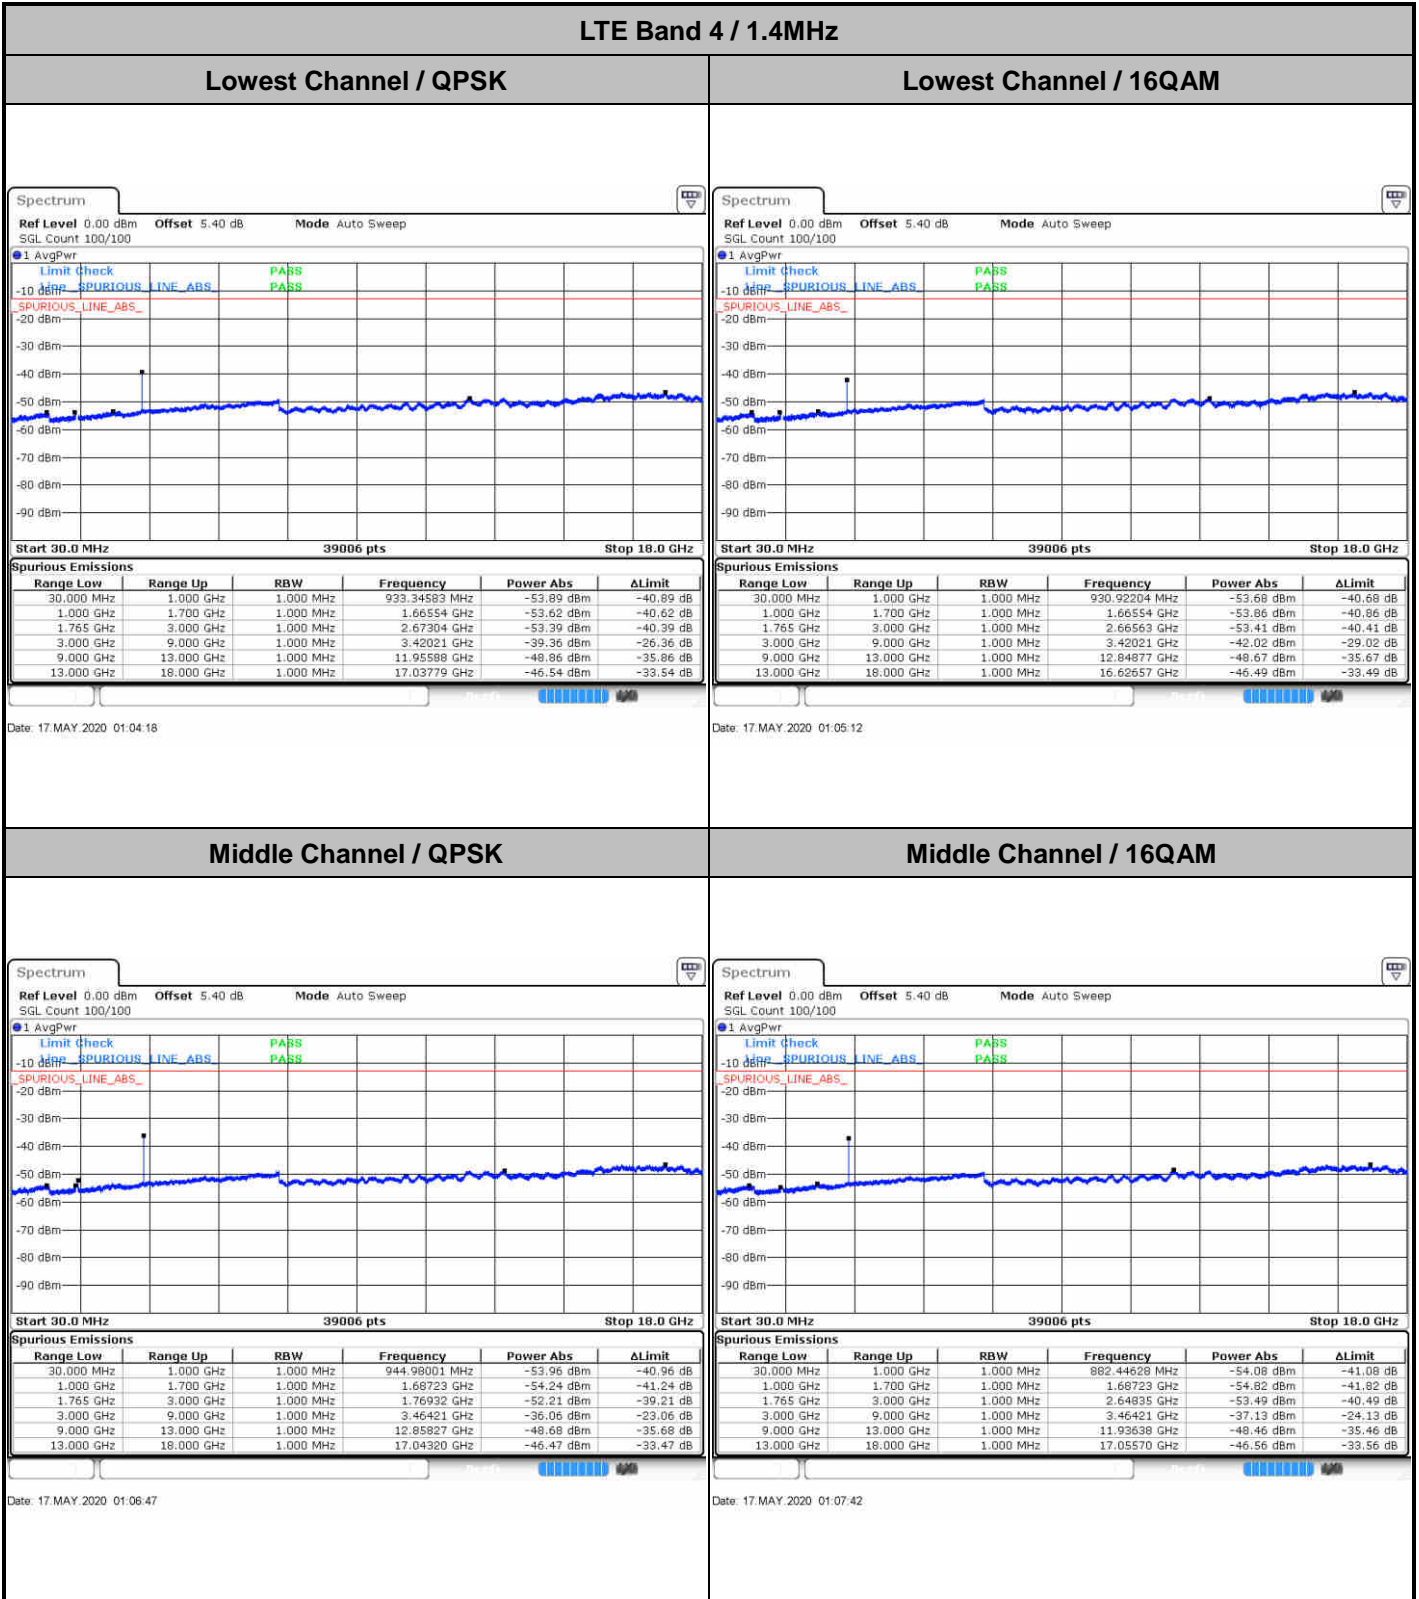 LTE Band 4 / 1.4MHz
Lowest Channel / QPSK
Lowest Channel / 16QAM
Spectrum
Ref Level 0.00 dBm Offset 5.40 dB Mode Auto Sweep
SGL Count 100/100
1 AvgPwr
Limit Check PASS
Line _SPURIOUS_LINE_ABS_ PASS
-10 dBm
_SPURIOUS_LINE_ABS_
-20 dBm
-30 dBm
-40 dBm
-50 dBm
-60 dBm
-70 dBm
-80 dBm
-90 dBm
Start 30.0 MHz 39006 pts Stop 18.0 GHz
Spurious Emissions
Range Low Range Up RBW Frequency Power Abs ΔLimit
30.000 MHz 1.000 GHz 1.000 MHz 933.34583 MHz -53.89 dBm -40.89 dB
1.000 GHz 1.700 GHz 1.000 MHz 1.66554 GHz -53.62 dBm -40.62 dB
1.765 GHz 3.000 GHz 1.000 MHz 2.67304 GHz -53.39 dBm -40.39 dB
3.000 GHz 9.000 GHz 1.000 MHz 3.42021 GHz -39.36 dBm -26.36 dB
9.000 GHz 13.000 GHz 1.000 MHz 11.95588 GHz -48.86 dBm -35.86 dB
13.000 GHz 18.000 GHz 1.000 MHz 17.03779 GHz -46.54 dBm -33.54 dB
Date: 17.MAY.2020 01:04:18
Spectrum
Ref Level 0.00 dBm Offset 5.40 dB Mode Auto Sweep
SGL Count 100/100
1 AvgPwr
Limit Check PASS
Line _SPURIOUS_LINE_ABS_ PASS
-10 dBm
_SPURIOUS_LINE_ABS_
-20 dBm
-30 dBm
-40 dBm
-50 dBm
-60 dBm
-70 dBm
-80 dBm
-90 dBm
Start 30.0 MHz 39006 pts Stop 18.0 GHz
Spurious Emissions
Range Low Range Up RBW Frequency Power Abs ΔLimit
30.000 MHz 1.000 GHz 1.000 MHz 930.92204 MHz -53.68 dBm -40.68 dB
1.000 GHz 1.700 GHz 1.000 MHz 1.66554 GHz -53.86 dBm -40.86 dB
1.765 GHz 3.000 GHz 1.000 MHz 2.66563 GHz -53.41 dBm -40.41 dB
3.000 GHz 9.000 GHz 1.000 MHz 3.42021 GHz -42.02 dBm -29.02 dB
9.000 GHz 13.000 GHz 1.000 MHz 12.84877 GHz -48.67 dBm -35.67 dB
13.000 GHz 18.000 GHz 1.000 MHz 16.62657 GHz -46.49 dBm -33.49 dB
Date: 17.MAY.2020 01:05:12
Middle Channel / QPSK
Middle Channel / 16QAM
Spectrum
Ref Level 0.00 dBm Offset 5.40 dB Mode Auto Sweep
SGL Count 100/100
1 AvgPwr
Limit Check PASS
Line _SPURIOUS_LINE_ABS_ PASS
-10 dBm
_SPURIOUS_LINE_ABS_
-20 dBm
-30 dBm
-40 dBm
-50 dBm
-60 dBm
-70 dBm
-80 dBm
-90 dBm
Start 30.0 MHz 39006 pts Stop 18.0 GHz
Spurious Emissions
Range Low Range Up RBW Frequency Power Abs ΔLimit
30.000 MHz 1.000 GHz 1.000 MHz 944.98001 MHz -53.96 dBm -40.96 dB
1.000 GHz 1.700 GHz 1.000 MHz 1.68723 GHz -54.24 dBm -41.24 dB
1.765 GHz 3.000 GHz 1.000 MHz 1.76932 GHz -52.21 dBm -39.21 dB
3.000 GHz 9.000 GHz 1.000 MHz 3.46421 GHz -36.06 dBm -23.06 dB
9.000 GHz 13.000 GHz 1.000 MHz 12.85827 GHz -48.68 dBm -35.68 dB
13.000 GHz 18.000 GHz 1.000 MHz 17.04320 GHz -46.47 dBm -33.47 dB
Date: 17.MAY.2020 01:06:47
Spectrum
Ref Level 0.00 dBm Offset 5.40 dB Mode Auto Sweep
SGL Count 100/100
1 AvgPwr
Limit Check PASS
Line _SPURIOUS_LINE_ABS_ PASS
-10 dBm
_SPURIOUS_LINE_ABS_
-20 dBm
-30 dBm
-40 dBm
-50 dBm
-60 dBm
-70 dBm
-80 dBm
-90 dBm
Start 30.0 MHz 39006 pts Stop 18.0 GHz
Spurious Emissions
Range Low Range Up RBW Frequency Power Abs ΔLimit
30.000 MHz 1.000 GHz 1.000 MHz 882.44628 MHz -54.08 dBm -41.08 dB
1.000 GHz 1.700 GHz 1.000 MHz 1.68723 GHz -54.82 dBm -41.82 dB
1.765 GHz 3.000 GHz 1.000 MHz 2.64835 GHz -53.49 dBm -40.49 dB
3.000 GHz 9.000 GHz 1.000 MHz 3.46421 GHz -37.13 dBm -24.13 dB
9.000 GHz 13.000 GHz 1.000 MHz 11.93638 GHz -48.46 dBm -35.46 dB
13.000 GHz 18.000 GHz 1.000 MHz 17.05570 GHz -46.56 dBm -33.56 dB
Date: 17.MAY.2020 01:07:42